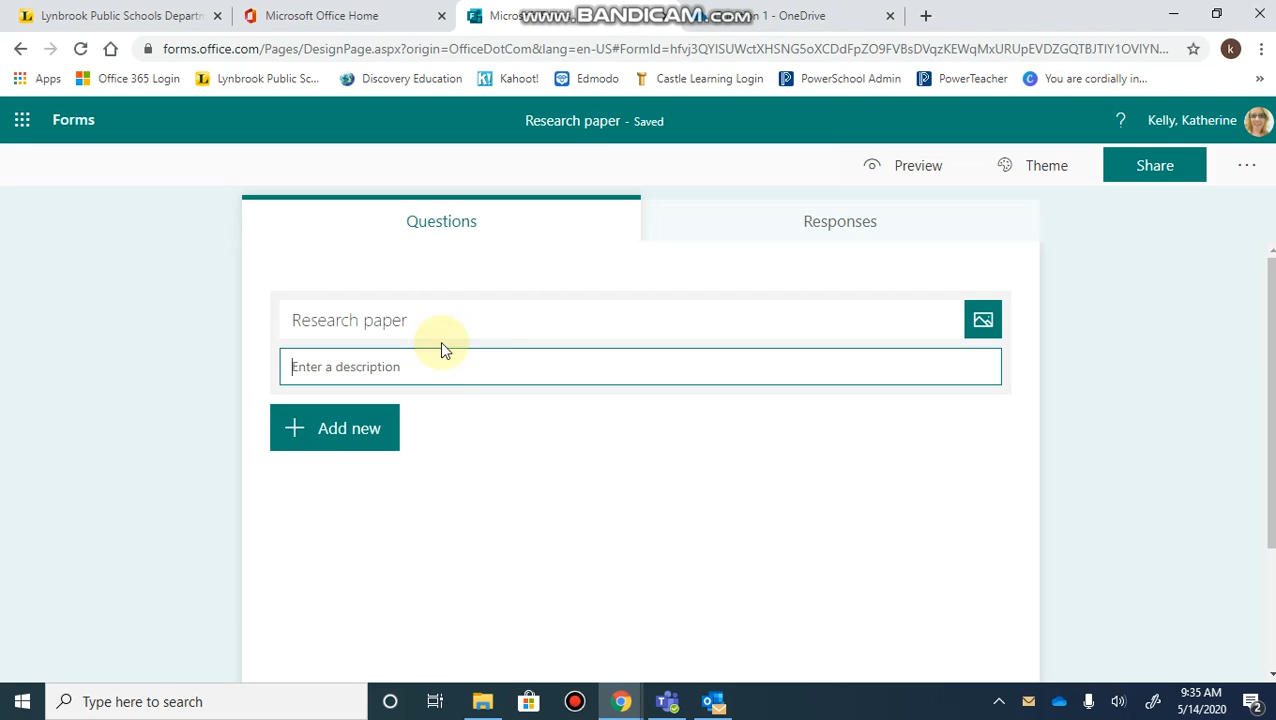 Lynbrook Public Schools Departm
Microsoft Office Home
Micros
www.BANDICAM.com
n 1 - OneDrive
forms.office.com/Pages/DesignPage.aspx?origin=OfficeDotCom&lang=en-US#FormId=hfvj3QYISUWctXHSNG5oXCDdFpZO9FVBsDVqzKEWqMxURUpEVDZGQTBJTlY1OVlYN...
Apps
Office 365 Login
Lynbrook Public Sc...
Discovery Education
Kahoot!
Edmodo
Castle Learning Login
PowerSchool Admin
PowerTeacher
You are cordially in...
»
Forms
Research paper - Saved
?
Kelly, Katherine
Preview
Theme
Share
...
Questions
Responses
Research paper
Enter a description
Add new
Type here to search
9:35 AM
5/14/2020
2